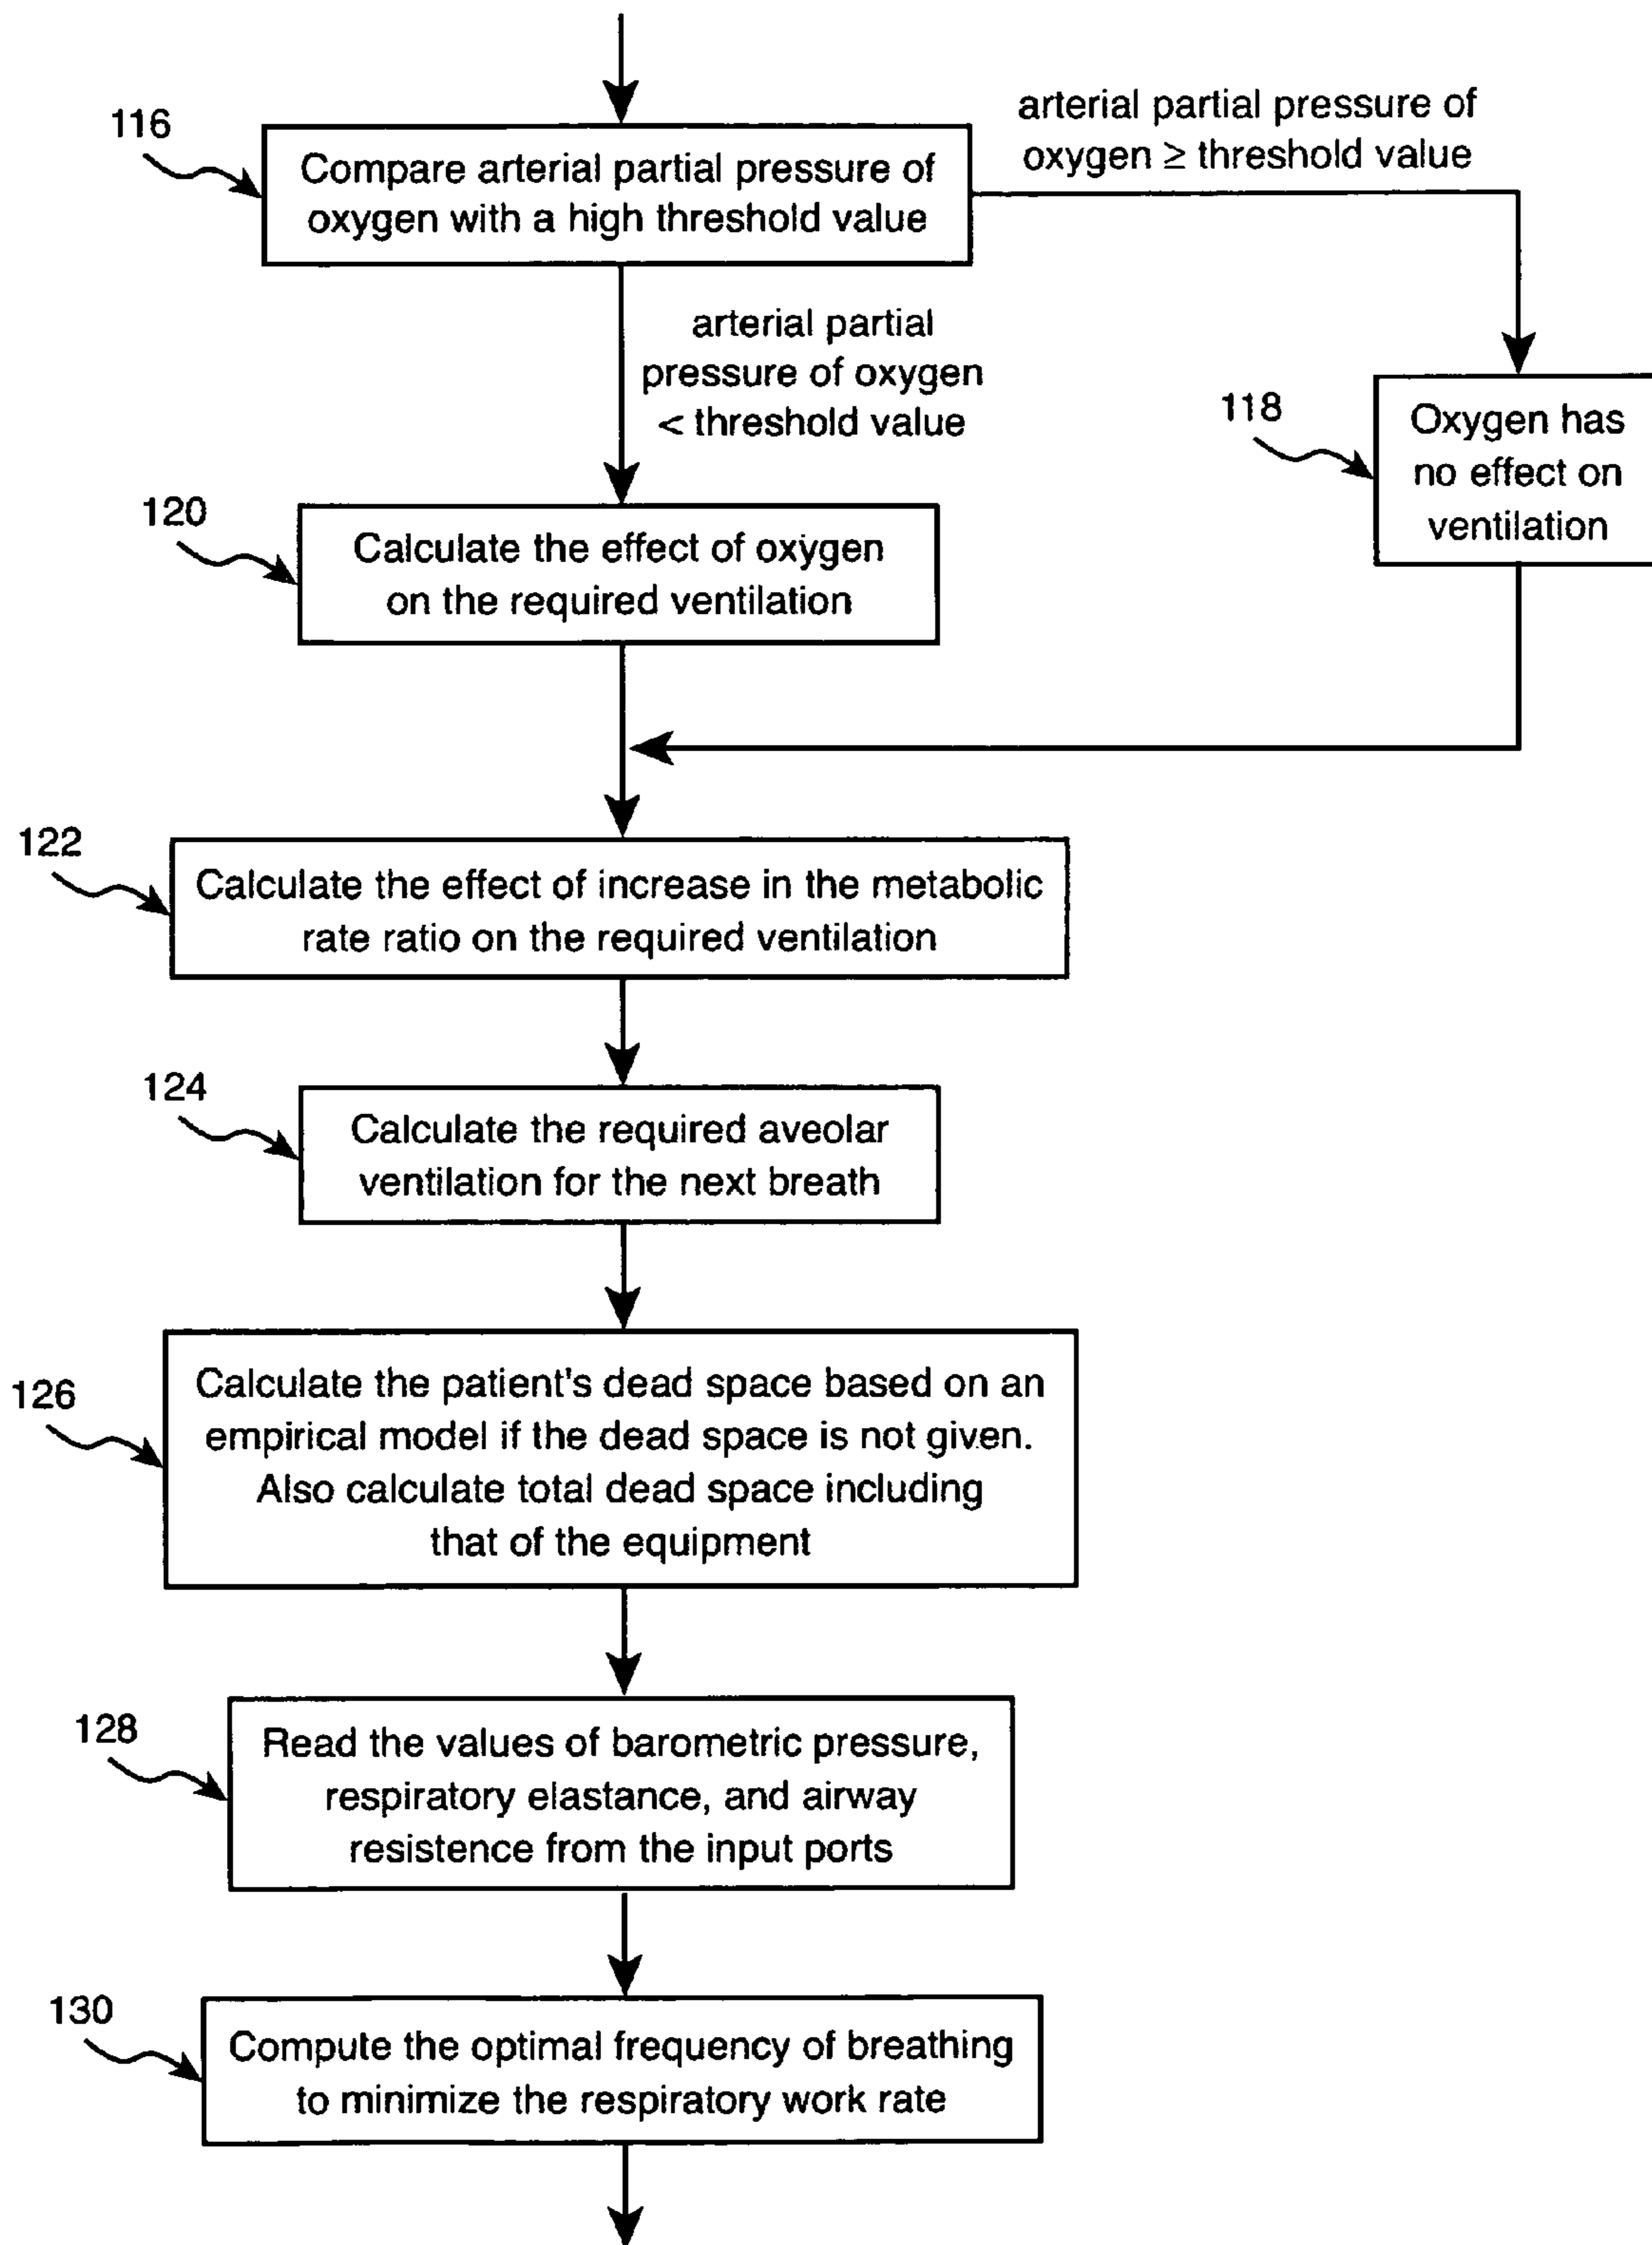 116
Compare arterial partial pressure of
oxygen with a high threshold value
arterial partial pressure of
oxygen ≥ threshold value
arterial partial
pressure of oxygen
< threshold value
118
Oxygen has
no effect on
ventilation
120
Calculate the effect of oxygen
on the required ventilation
122
Calculate the effect of increase in the metabolic
rate ratio on the required ventilation
124
Calculate the required aveolar
ventilation for the next breath
126
Calculate the patient's dead space based on an
empirical model if the dead space is not given.
Also calculate total dead space including
that of the equipment
128
Read the values of barometric pressure,
respiratory elastance, and airway
resistence from the input ports
130
Compute the optimal frequency of breathing
to minimize the respiratory work rate